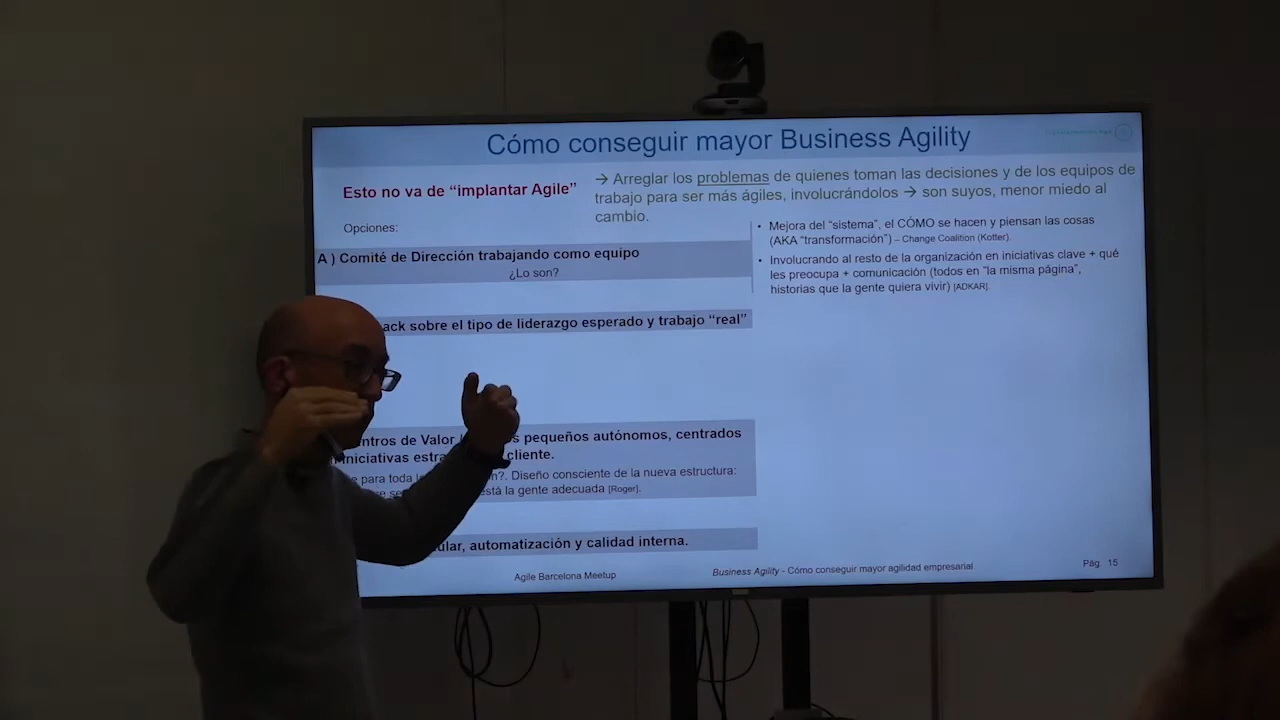 Cómo conseguir mayor Business Agility
Esto no va de “implantar Agile”
→ Arreglar los problemas de quienes toman las decisiones y de los equipos de
trabajo para ser más ágiles, involucrándolos → son suyos, menor miedo al
cambio.
Opciones:
A ) Comité de Dirección trabajando como equipo
¿Lo son?
• Mejora del “sistema”, el CÓMO se hacen y piensan las cosas
(AKA “transformación”) – Change Coalition (Kotter).
• Involucrando al resto de la organización en iniciativas clave + qué
les preocupa + comunicación (todos en “la misma página”,
historias que la gente quiera vivir) [ADKAR].
ack sobre el tipo de liderazgo esperado y trabajo “real”
ntros de Valor s pequeños autónomos, centrados
iniciativas estra cliente.
e para toda n?. Diseño consciente de la nueva estructura:
está la gente adecuada [Roger].
ular, automatización y calidad interna.
Agile Barcelona Meetup
Business Agility - Cómo conseguir mayor agilidad empresarial
Pág. 15